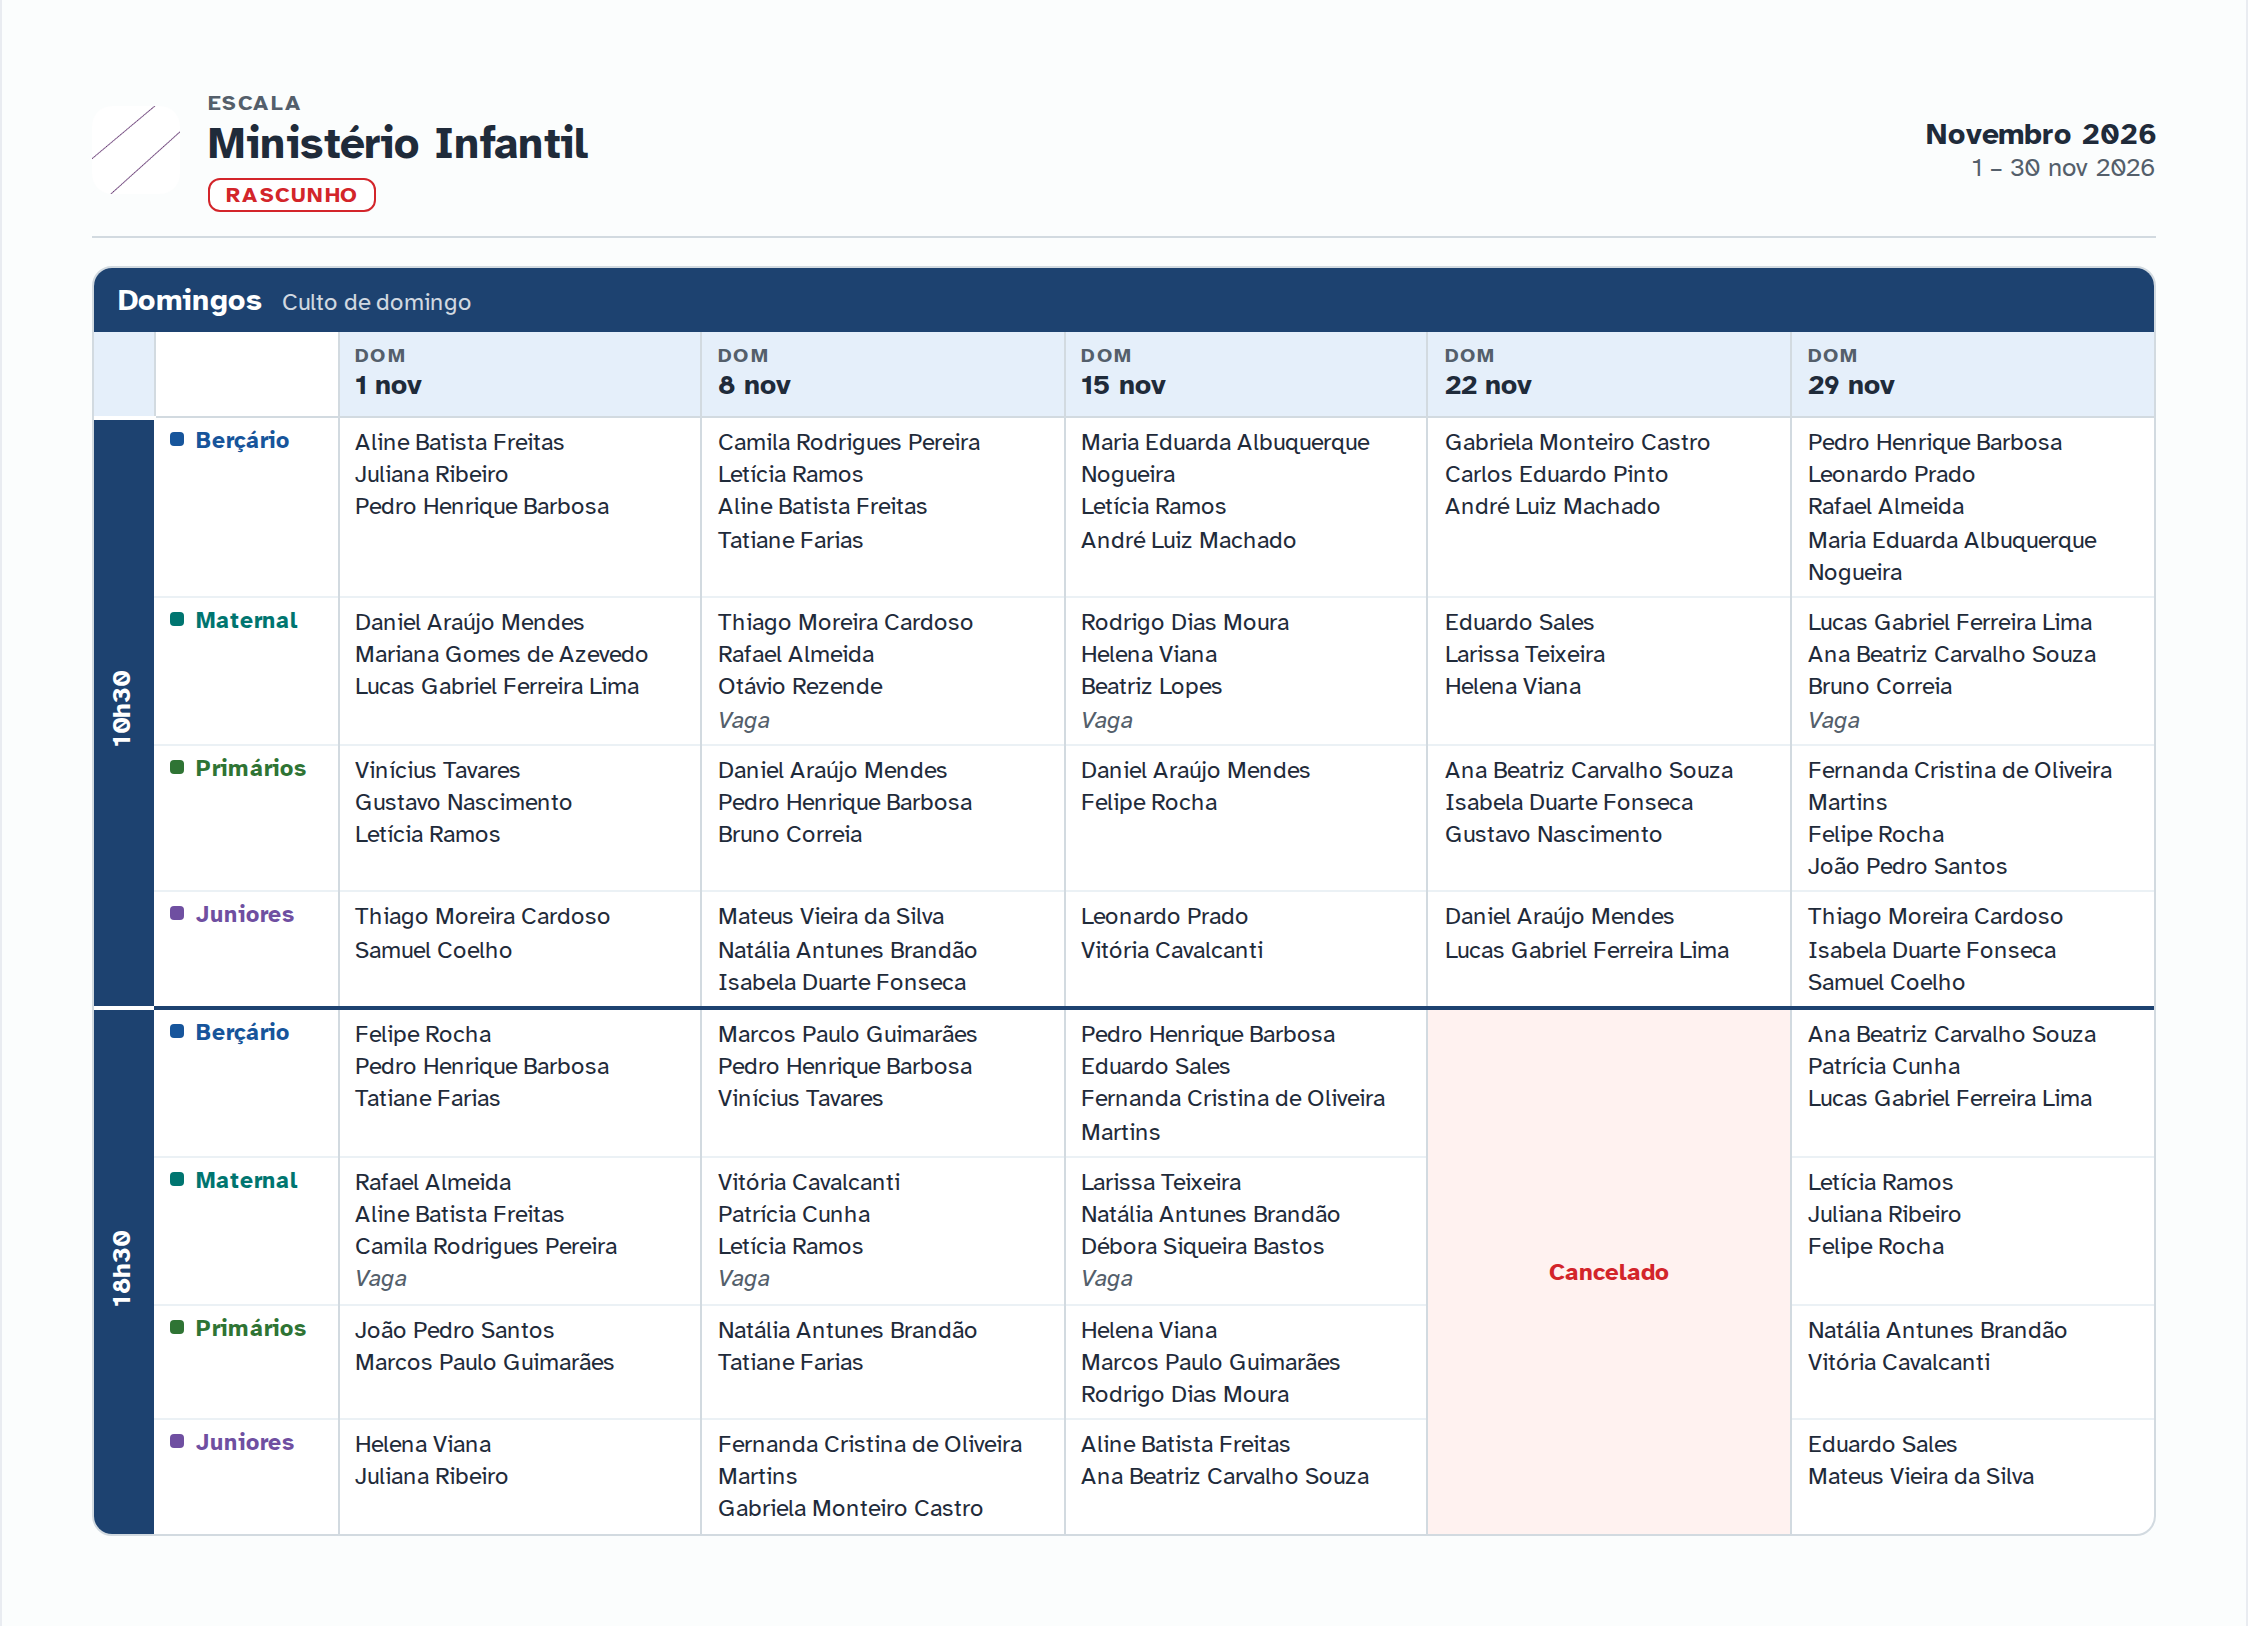 ESCALA
Ministério Infantil
RASCUNHO
Novembro 2026
1 – 30 nov 2026
Domingos Culto de domingo
DOM
1 nov
DOM
8 nov
DOM
15 nov
DOM
22 nov
DOM
29 nov
10h30
Berçário
Aline Batista Freitas
Juliana Ribeiro
Pedro Henrique Barbosa
Camila Rodrigues Pereira
Letícia Ramos
Aline Batista Freitas
Tatiane Farias
Maria Eduarda Albuquerque
Nogueira
Letícia Ramos
André Luiz Machado
Gabriela Monteiro Castro
Carlos Eduardo Pinto
André Luiz Machado
Pedro Henrique Barbosa
Leonardo Prado
Rafael Almeida
Maria Eduarda Albuquerque
Nogueira
Maternal
Daniel Araújo Mendes
Mariana Gomes de Azevedo
Lucas Gabriel Ferreira Lima
Thiago Moreira Cardoso
Rafael Almeida
Otávio Rezende
Vaga
Rodrigo Dias Moura
Helena Viana
Beatriz Lopes
Vaga
Eduardo Sales
Larissa Teixeira
Helena Viana
Lucas Gabriel Ferreira Lima
Ana Beatriz Carvalho Souza
Bruno Correia
Vaga
Primários
Vinícius Tavares
Gustavo Nascimento
Letícia Ramos
Daniel Araújo Mendes
Pedro Henrique Barbosa
Bruno Correia
Daniel Araújo Mendes
Felipe Rocha
Ana Beatriz Carvalho Souza
Isabela Duarte Fonseca
Gustavo Nascimento
Fernanda Cristina de Oliveira
Martins
Felipe Rocha
João Pedro Santos
Juniores
Thiago Moreira Cardoso
Samuel Coelho
Mateus Vieira da Silva
Natália Antunes Brandão
Isabela Duarte Fonseca
Leonardo Prado
Vitória Cavalcanti
Daniel Araújo Mendes
Lucas Gabriel Ferreira Lima
Thiago Moreira Cardoso
Isabela Duarte Fonseca
Samuel Coelho
18h30
Berçário
Felipe Rocha
Pedro Henrique Barbosa
Tatiane Farias
Marcos Paulo Guimarães
Pedro Henrique Barbosa
Vinícius Tavares
Pedro Henrique Barbosa
Eduardo Sales
Fernanda Cristina de Oliveira
Martins
Cancelado
Ana Beatriz Carvalho Souza
Patrícia Cunha
Lucas Gabriel Ferreira Lima
Maternal
Rafael Almeida
Aline Batista Freitas
Camila Rodrigues Pereira
Vaga
Vitória Cavalcanti
Patrícia Cunha
Letícia Ramos
Vaga
Larissa Teixeira
Natália Antunes Brandão
Débora Siqueira Bastos
Vaga
Letícia Ramos
Juliana Ribeiro
Felipe Rocha
Primários
João Pedro Santos
Marcos Paulo Guimarães
Natália Antunes Brandão
Tatiane Farias
Helena Viana
Marcos Paulo Guimarães
Rodrigo Dias Moura
Natália Antunes Brandão
Vitória Cavalcanti
Juniores
Helena Viana
Juliana Ribeiro
Fernanda Cristina de Oliveira
Martins
Gabriela Monteiro Castro
Aline Batista Freitas
Ana Beatriz Carvalho Souza
Eduardo Sales
Mateus Vieira da Silva